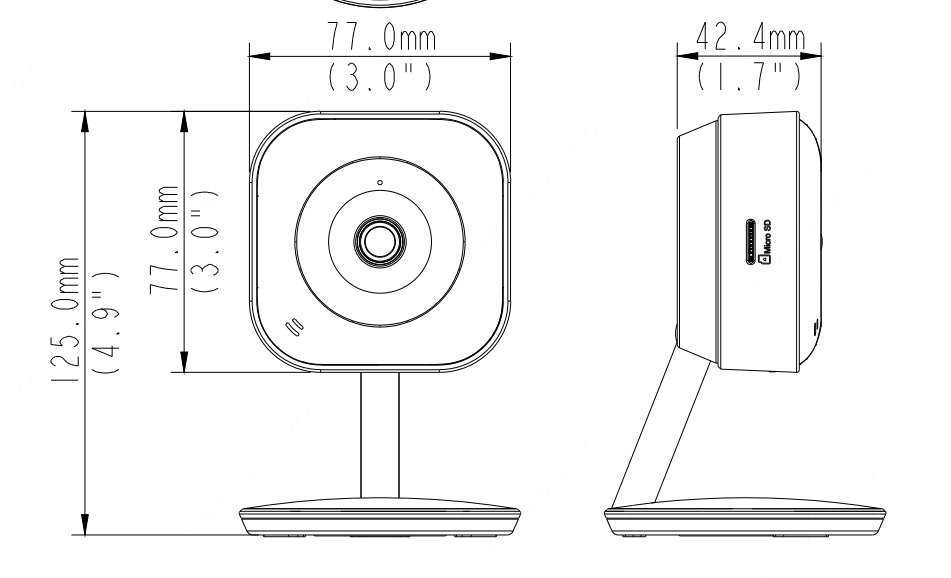 77.0mm
(3.0")
42.4mm
(1.7")
77.0mm
(3.0")
125.0mm
(4.9")
Micro SD